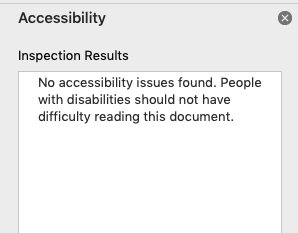 Accessibility
Inspection Results
No accessibility issues found. People
with disabilities should not have
difficulty reading this document.